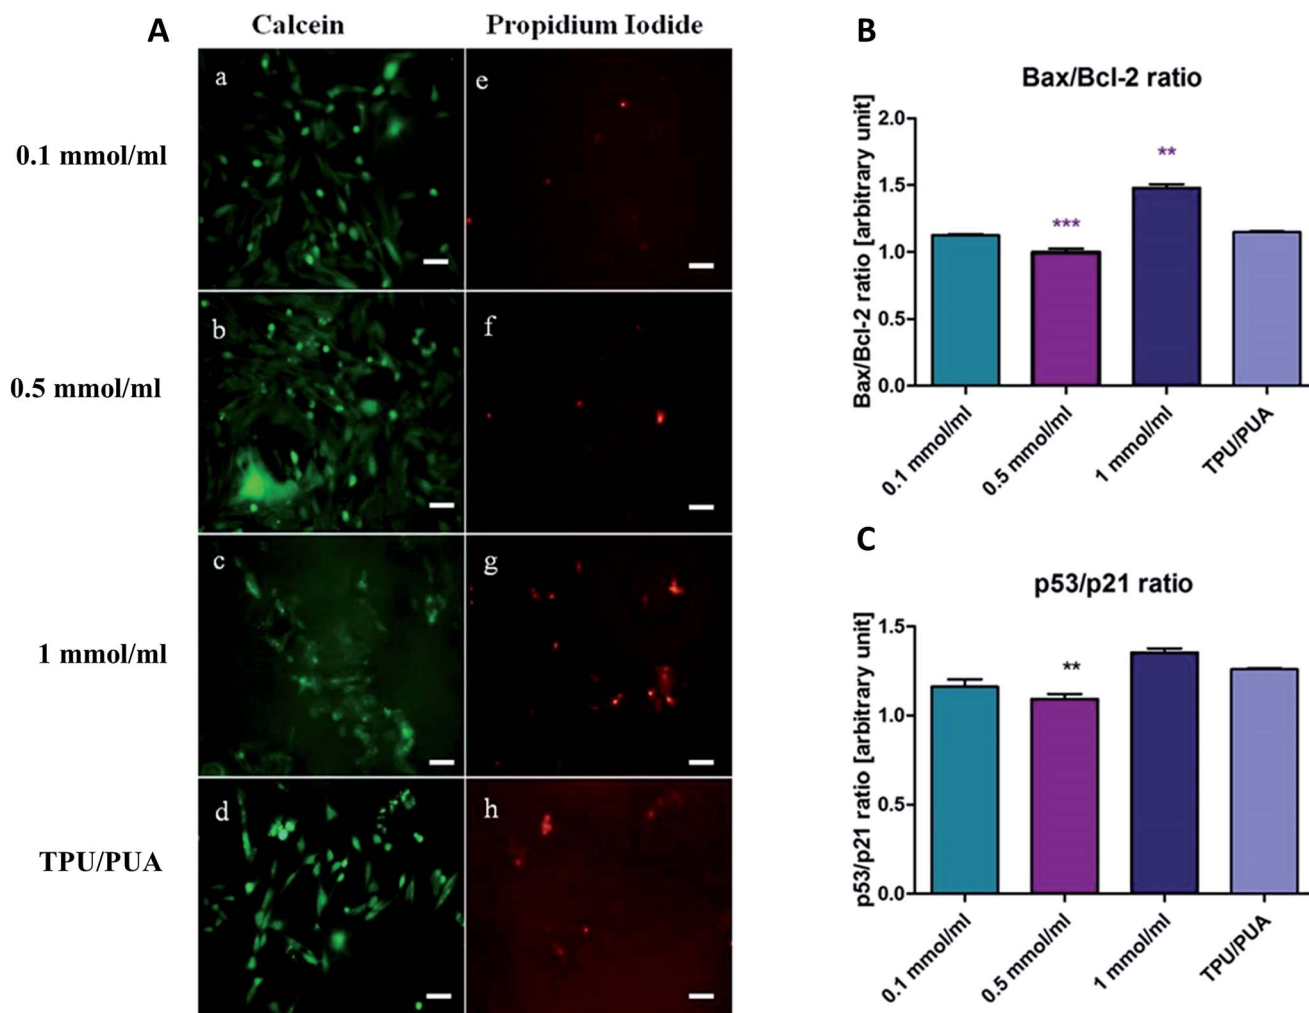 A
Calcein
Propidium Iodide
0.1 mmol/ml
a
e
0.5 mmol/ml
b
f
1 mmol/ml
c
g
TPU/PUA
d
h
B
Bax/Bcl-2 ratio
Bax/Bcl-2 ratio [arbitrary unit]
2.0
1.5
1.0
0.5
0.0
***
**
0.1 mmol/ml
0.5 mmol/ml
1 mmol/ml
TPU/PUA
C
p53/p21 ratio
p53/p21 ratio [arbitrary unit]
1.5
1.0
0.5
0.0
**
0.1 mmol/ml
0.5 mmol/ml
1 mmol/ml
TPU/PUA